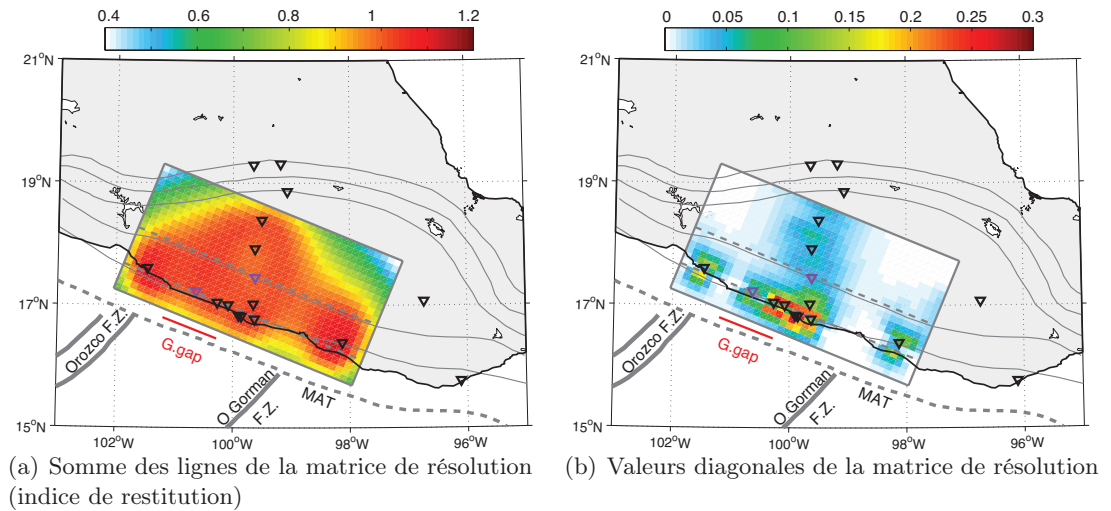 0.4 0.6 0.8 1 1.2
21°N
19°N
17°N
15°N
102°W 100°W 98°W 96°W
Orozco F.Z.
G.gap
O Gorman
F.Z.
MAT
(a) Somme des lignes de la matrice de résolution
(indice de restitution)
0 0.05 0.1 0.15 0.2 0.25 0.3
21°N
19°N
17°N
15°N
102°W 100°W 98°W 96°W
Orozco F.Z.
G.gap
O Gorman
F.Z.
MAT
(b) Valeurs diagonales de la matrice de résolution